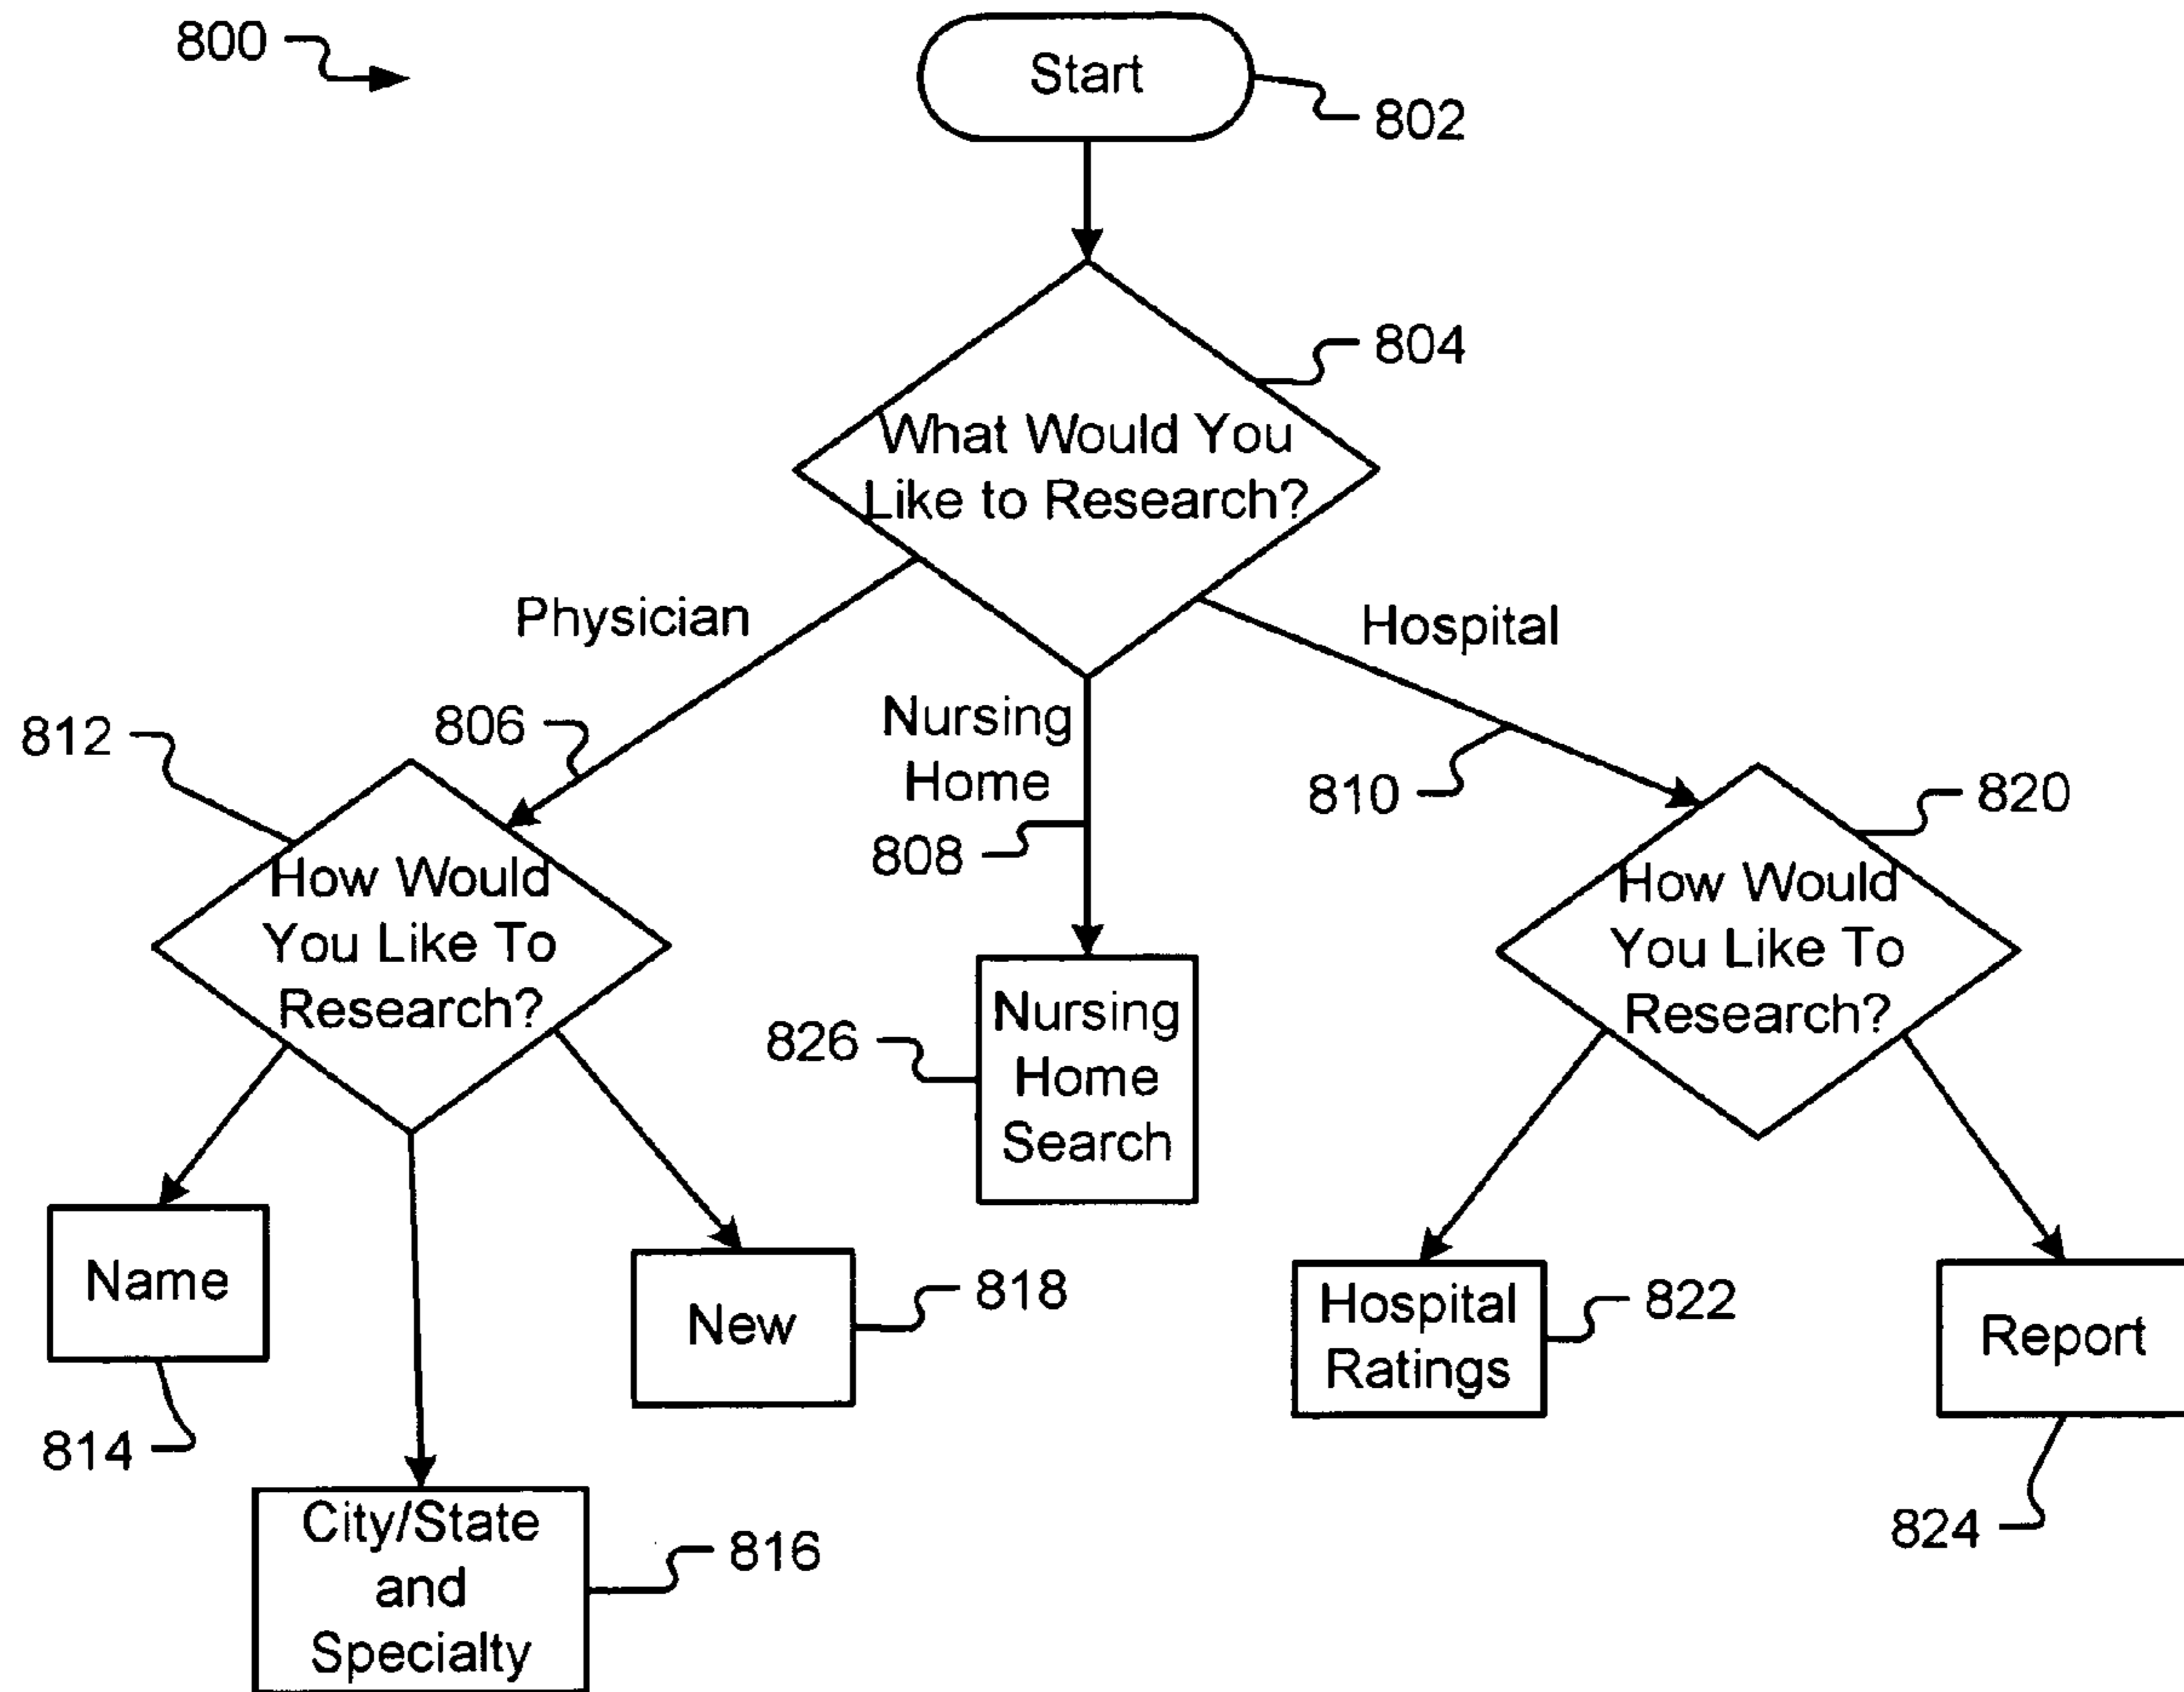 800
Start
802
804
What Would You
Like to Research?
Physician
Hospital
806
Nursing
Home
808
810
812
How Would
You Like To
Research?
820
How Would
You Like To
Research?
826
Nursing
Home
Search
Name
814
New
818
Hospital
Ratings
822
Report
824
City/State
and
Specialty
816